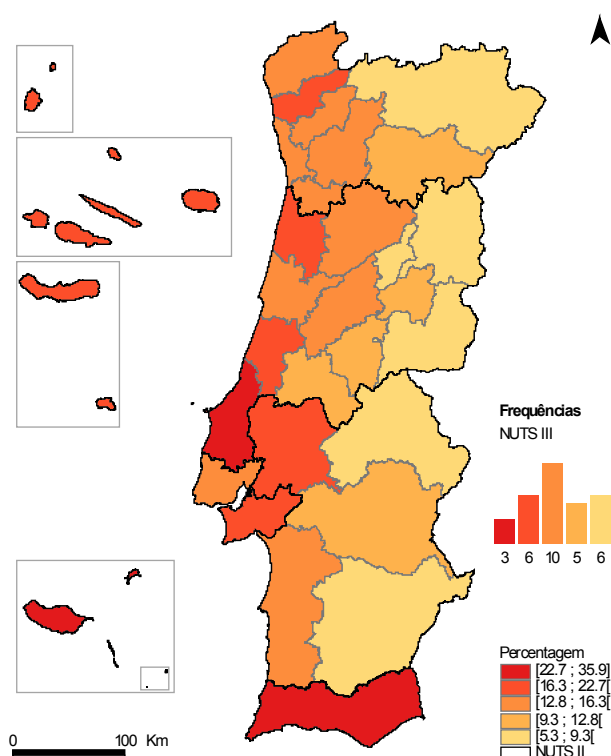 Frequências
NUTS III
3 6 10 5 6
Percentagem
[22.7 ; 35.9[
[16.3 ; 22.7[
[12.8 ; 16.3[
[9.3 ; 12.8[
[5.3 ; 9.3[
NUTS II
0 100 Km